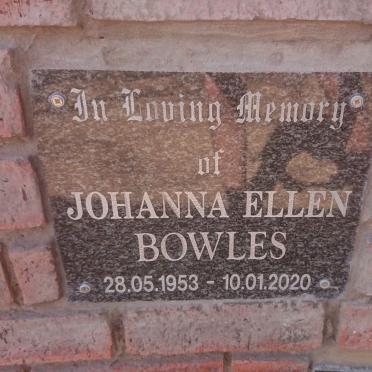 In Loving Memory
of
JOHANNA ELLEN
BOWLES
28.05.1953 - 10.01.2020